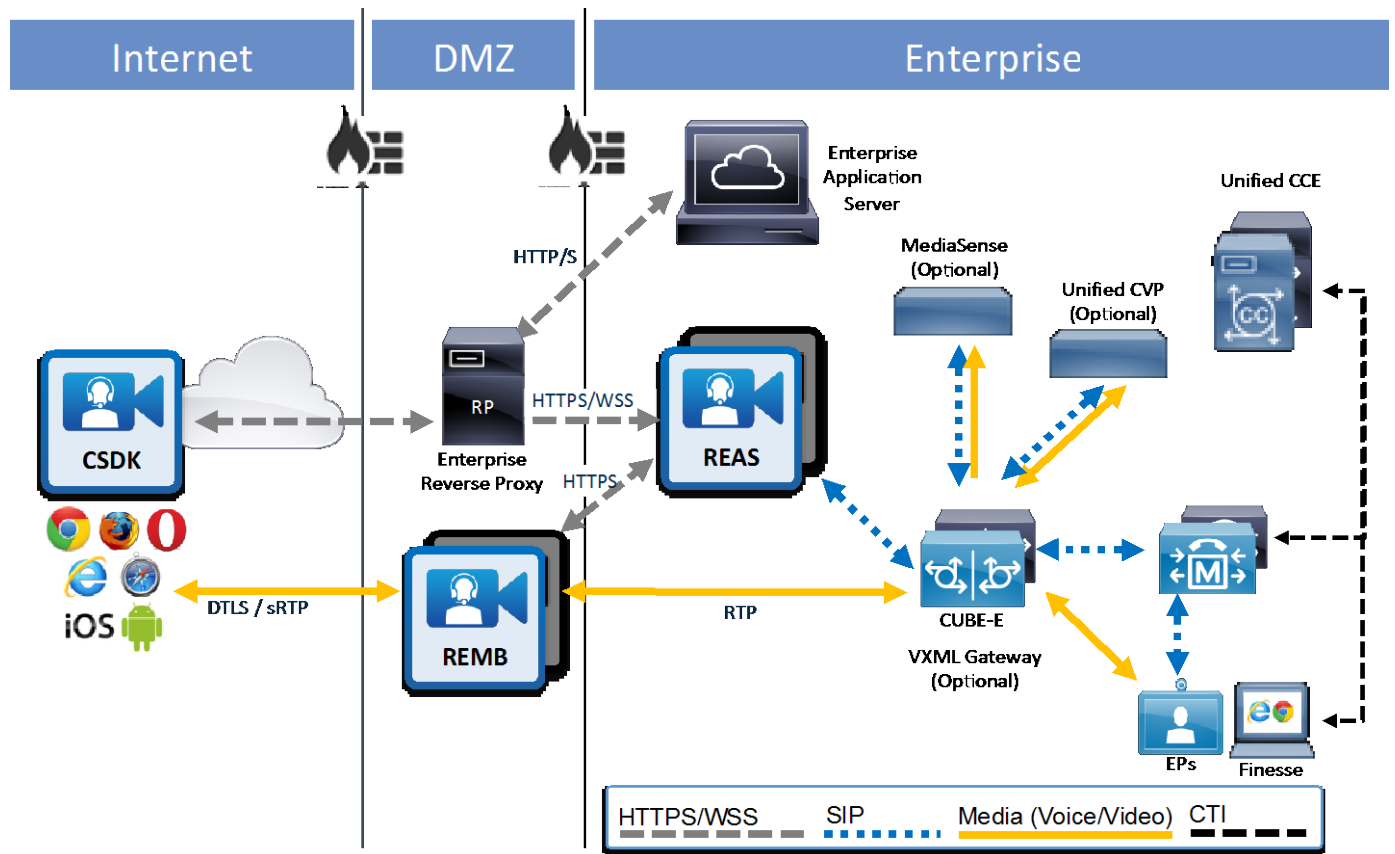 Internet
DMZ
Enterprise
Enterprise
Application
Server
Unified CCE
HTTP/S
MediaSense
(Optional)
Unified CVP
(Optional)
CC
CSDK
RP
HTTPS/WSS
REAS
Enterprise
Reverse Proxy
HTTPS
iOS
DTLS / sRTP
REMB
RTP
CUBE-E
M
VXML Gateway
(Optional)
EPs
Finesse
HTTPS/WSS
SIP
Media (Voice/Video)
CTI